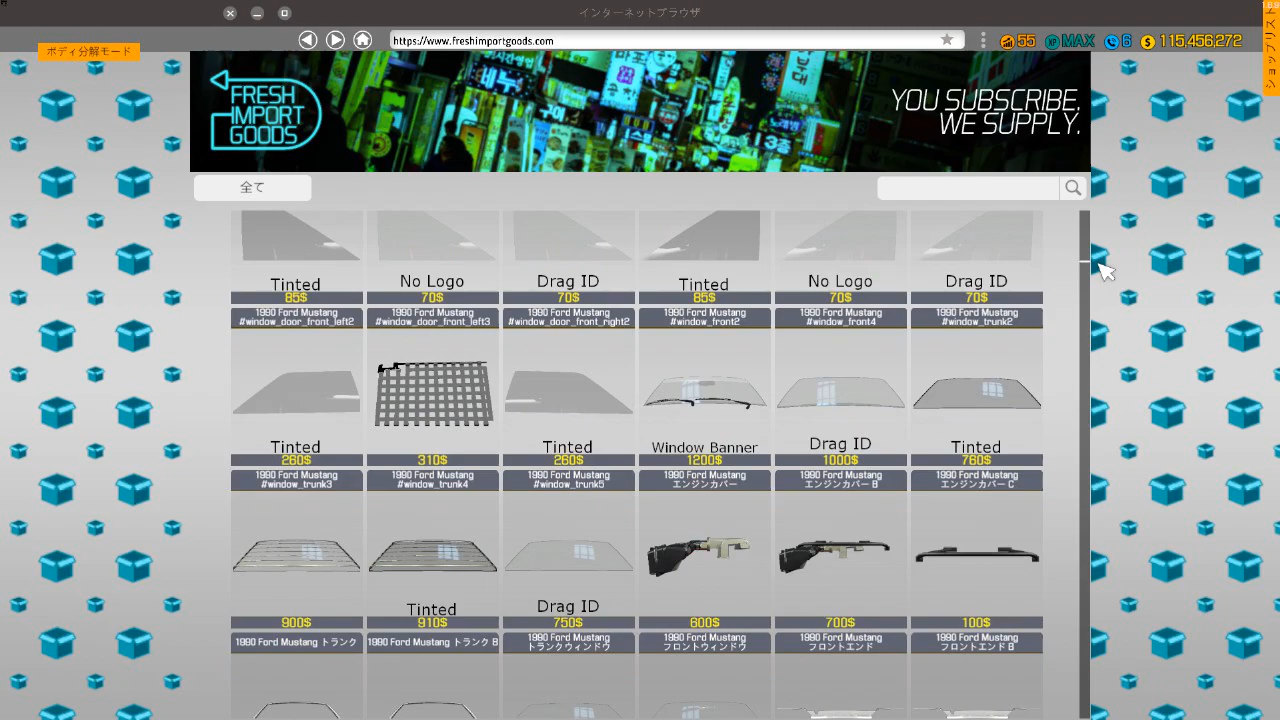 インターネットブラウザ
https://www.freshimportgoods.com
55
MAX
6
115,456,272
ショップリスト
ボディ分解モード
FRESH
IMPORT
GOODS
YOU SUBSCRIBE.
WE SUPPLY.
全て
Tinted
No Logo
Drag ID
Tinted
No Logo
Drag ID
85$
70$
70$
85$
70$
70$
1990 Ford Mustang
#window_door_front_left2
1990 Ford Mustang
#window_door_front_left3
1990 Ford Mustang
#window_door_front_right2
1990 Ford Mustang
#window_front2
1990 Ford Mustang
#window_front4
1990 Ford Mustang
#window_trunk2
Tinted
Tinted
Window Banner
Drag ID
Tinted
260$
310$
260$
1200$
1000$
760$
1990 Ford Mustang
#window_trunk3
1990 Ford Mustang
#window_trunk4
1990 Ford Mustang
#window_trunk5
1990 Ford Mustang
エンジンカバー
1990 Ford Mustang
エンジンカバー B
1990 Ford Mustang
エンジンカバー C
Tinted
Drag ID
900$
910$
750$
600$
700$
100$
1990 Ford Mustang トランク
1990 Ford Mustang トランク B
1990 Ford Mustang
トランクウィンドウ
1990 Ford Mustang
フロントウィンドウ
1990 Ford Mustang
フロントエンド
1990 Ford Mustang
フロントエンド B